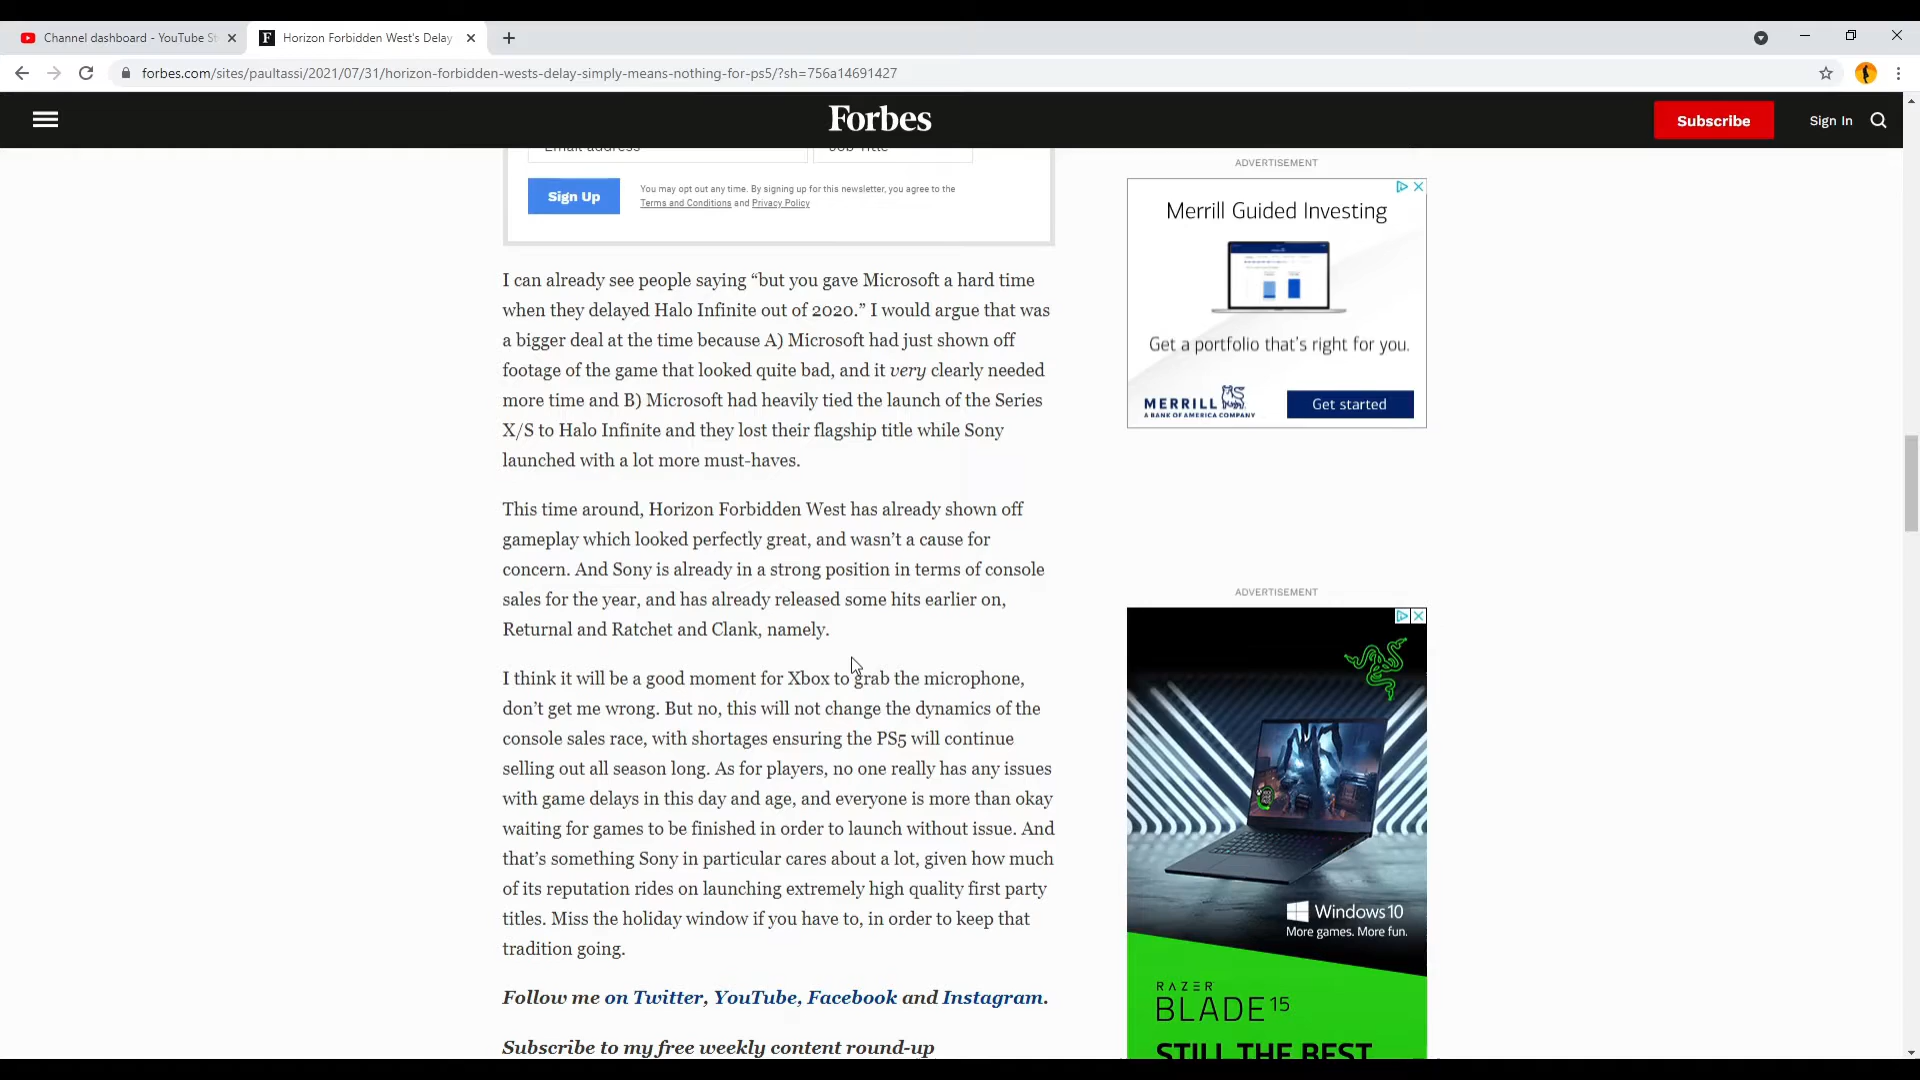 Channel dashboard - YouTube St
Horizon Forbidden West's Delay
forbes.com/sites/paultassi/2021/07/31/horizon-forbidden-wests-delay-simply-means-nothing-for-ps5/?sh=756a14691427
Forbes
Subscribe
Sign In
Email address
Job Title
Sign Up
You may opt out any time. By signing up for this newsletter, you agree to the
Terms and Conditions and Privacy Policy
I can already see people saying “but you gave Microsoft a hard time
when they delayed Halo Infinite out of 2020.” I would argue that was
a bigger deal at the time because A) Microsoft had just shown off
footage of the game that looked quite bad, and it very clearly needed
more time and B) Microsoft had heavily tied the launch of the Series
X/S to Halo Infinite and they lost their flagship title while Sony
launched with a lot more must-haves.
This time around, Horizon Forbidden West has already shown off
gameplay which looked perfectly great, and wasn’t a cause for
concern. And Sony is already in a strong position in terms of console
sales for the year, and has already released some hits earlier on,
Returnal and Ratchet and Clank, namely.
I think it will be a good moment for Xbox to grab the microphone,
don’t get me wrong. But no, this will not change the dynamics of the
console sales race, with shortages ensuring the PS5 will continue
selling out all season long. As for players, no one really has any issues
with game delays in this day and age, and everyone is more than okay
waiting for games to be finished in order to launch without issue. And
that’s something Sony in particular cares about a lot, given how much
of its reputation rides on launching extremely high quality first party
titles. Miss the holiday window if you have to, in order to keep that
tradition going.
Follow me on Twitter, YouTube, Facebook and Instagram.
Subscribe to my free weekly content round-up
ADVERTISEMENT
Merrill Guided Investing
Get a portfolio that's right for you.
MERRILL
A BANK OF AMERICA COMPANY
Get started
ADVERTISEMENT
Windows 10
More games. More fun.
RAZER
BLADE 15
STILL THE BEST